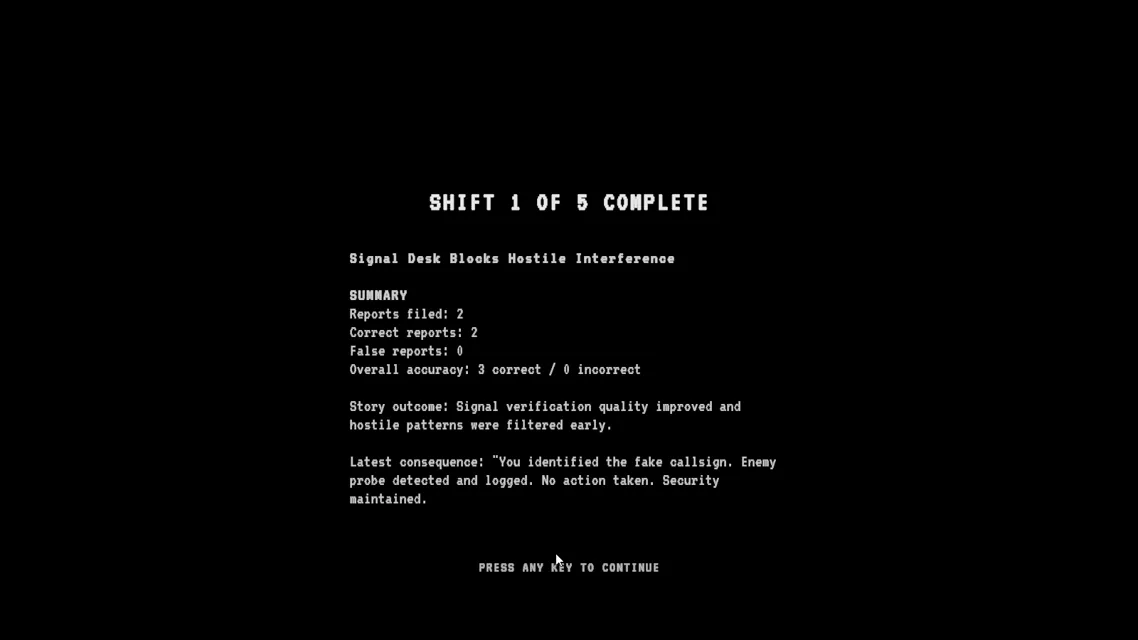 SHIFT 1 OF 5 COMPLETE
Signal Desk Blocks Hostile Interference
SUMMARY
Reports filed: 2
Correct reports: 2
False reports: 0
Overall accuracy: 3 correct / 0 incorrect
Story outcome: Signal verification quality improved and
hostile patterns were filtered early.
Latest consequence: "You identified the fake callsign. Enemy
probe detected and logged. No action taken. Security
maintained.
PRESS ANY KEY TO CONTINUE